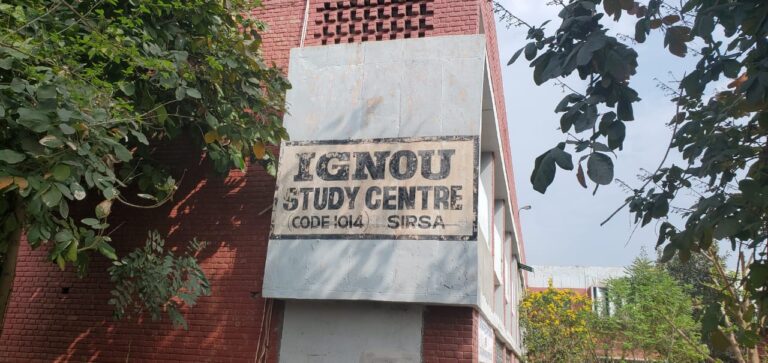 IGNOU
STUDY CENTRE
(CODE :1014) SIRSA